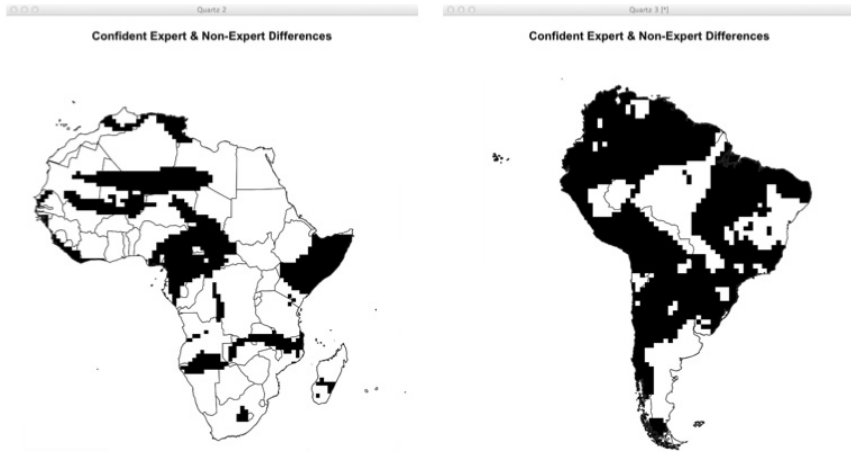 Quartz 2
Confident Expert & Non-Expert Differences
Quartz 3 [*]
Confident Expert & Non-Expert Differences